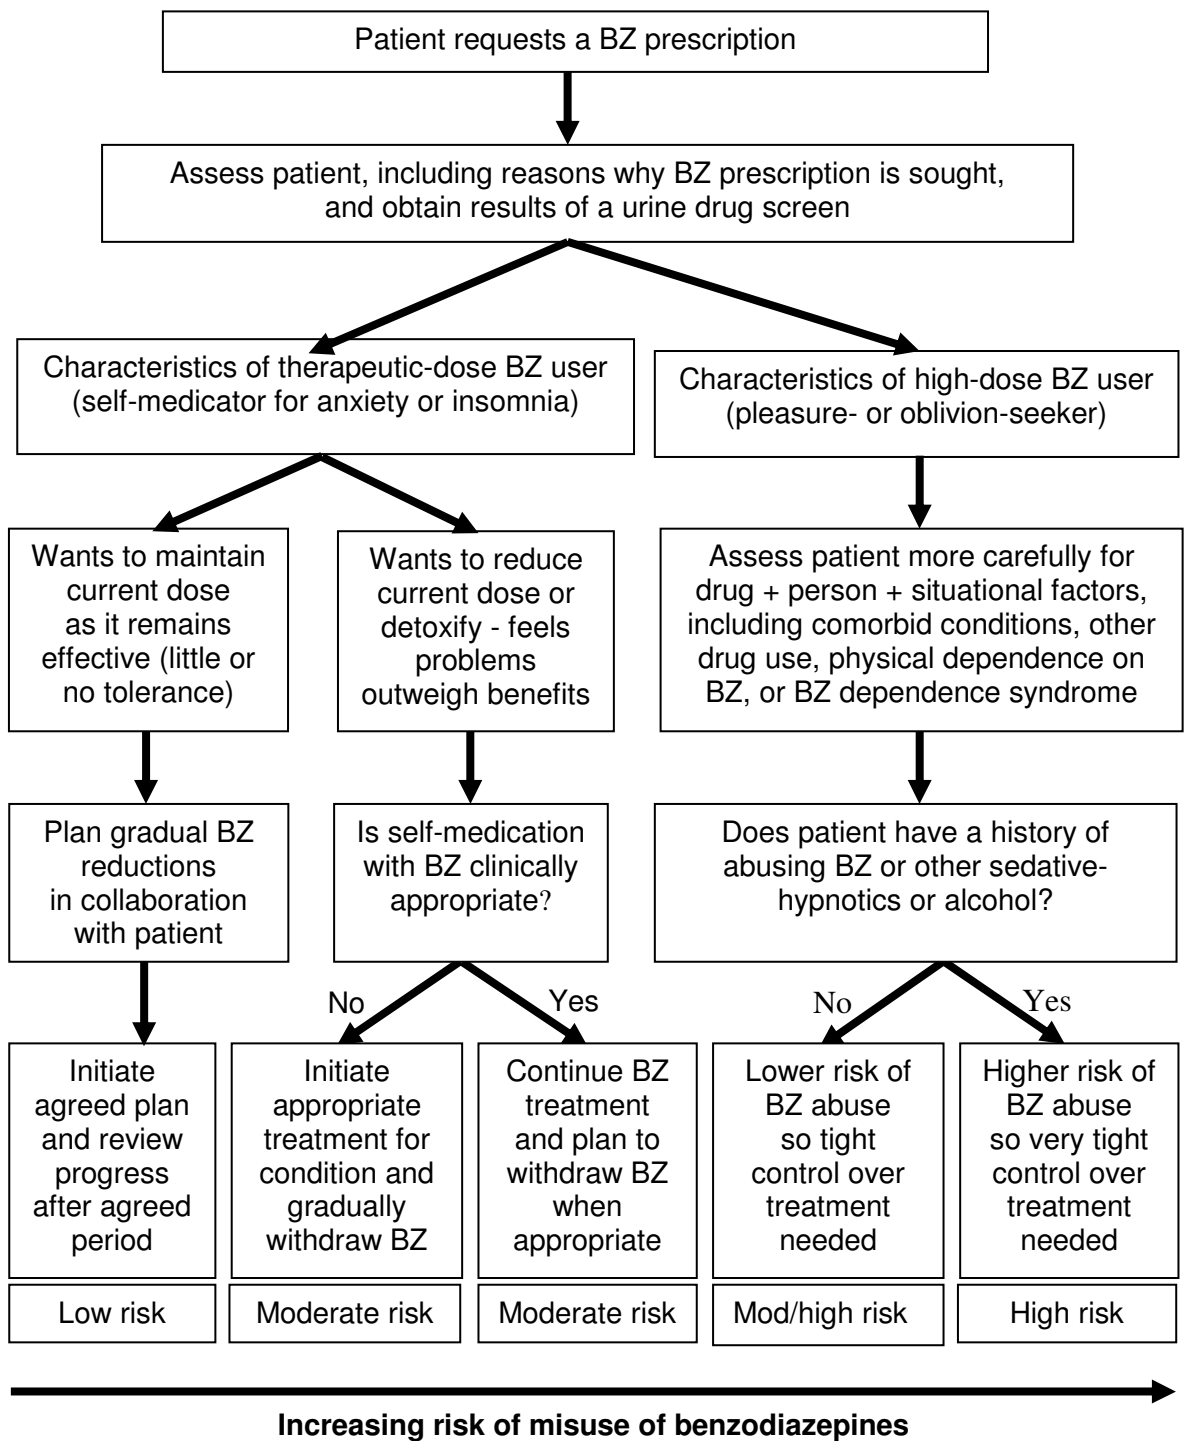 Patient requests a BZ prescription
Assess patient, including reasons why BZ prescription is sought,
and obtain results of a urine drug screen
Characteristics of therapeutic-dose BZ user
(self-medicator for anxiety or insomnia)
Characteristics of high-dose BZ user
(pleasure- or oblivion-seeker)
Wants to maintain
current dose
as it remains
effective (little or
no tolerance)
Wants to reduce
current dose or
detoxify - feels
problems
outweigh benefits
Assess patient more carefully for
drug + person + situational factors,
including comorbid conditions, other
drug use, physical dependence on
BZ, or BZ dependence syndrome
Plan gradual BZ
reductions
in collaboration
with patient
Is self-medication
with BZ clinically
appropriate?
Does patient have a history of
abusing BZ or other sedative-
hypnotics or alcohol?
No
Yes
No
Yes
Initiate
agreed plan
and review
progress
after agreed
period
Initiate
appropriate
treatment for
condition and
gradually
withdraw BZ
Continue BZ
treatment
and plan to
withdraw BZ
when
appropriate
Lower risk of
BZ abuse
so tight
control over
treatment
needed
Higher risk of
BZ abuse
so very tight
control over
treatment
needed
Low risk
Moderate risk
Moderate risk
Mod/high risk
High risk
Increasing risk of misuse of benzodiazepines